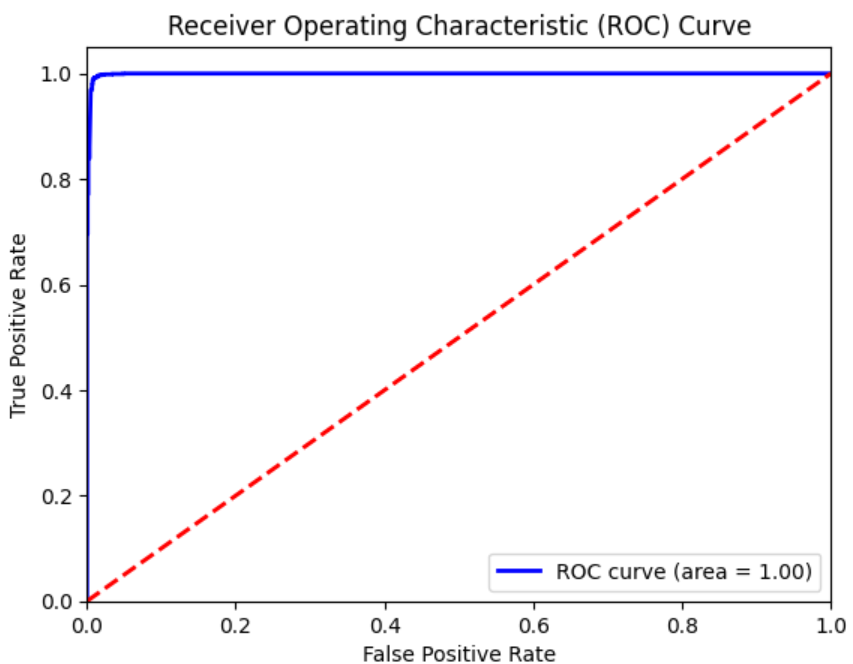 Receiver Operating Characteristic (ROC) Curve
True Positive Rate
1.0
0.8
0.6
0.4
0.2
0.0
ROC curve (area = 1.00)
0.0 0.2 0.4 0.6 0.8 1.0
False Positive Rate